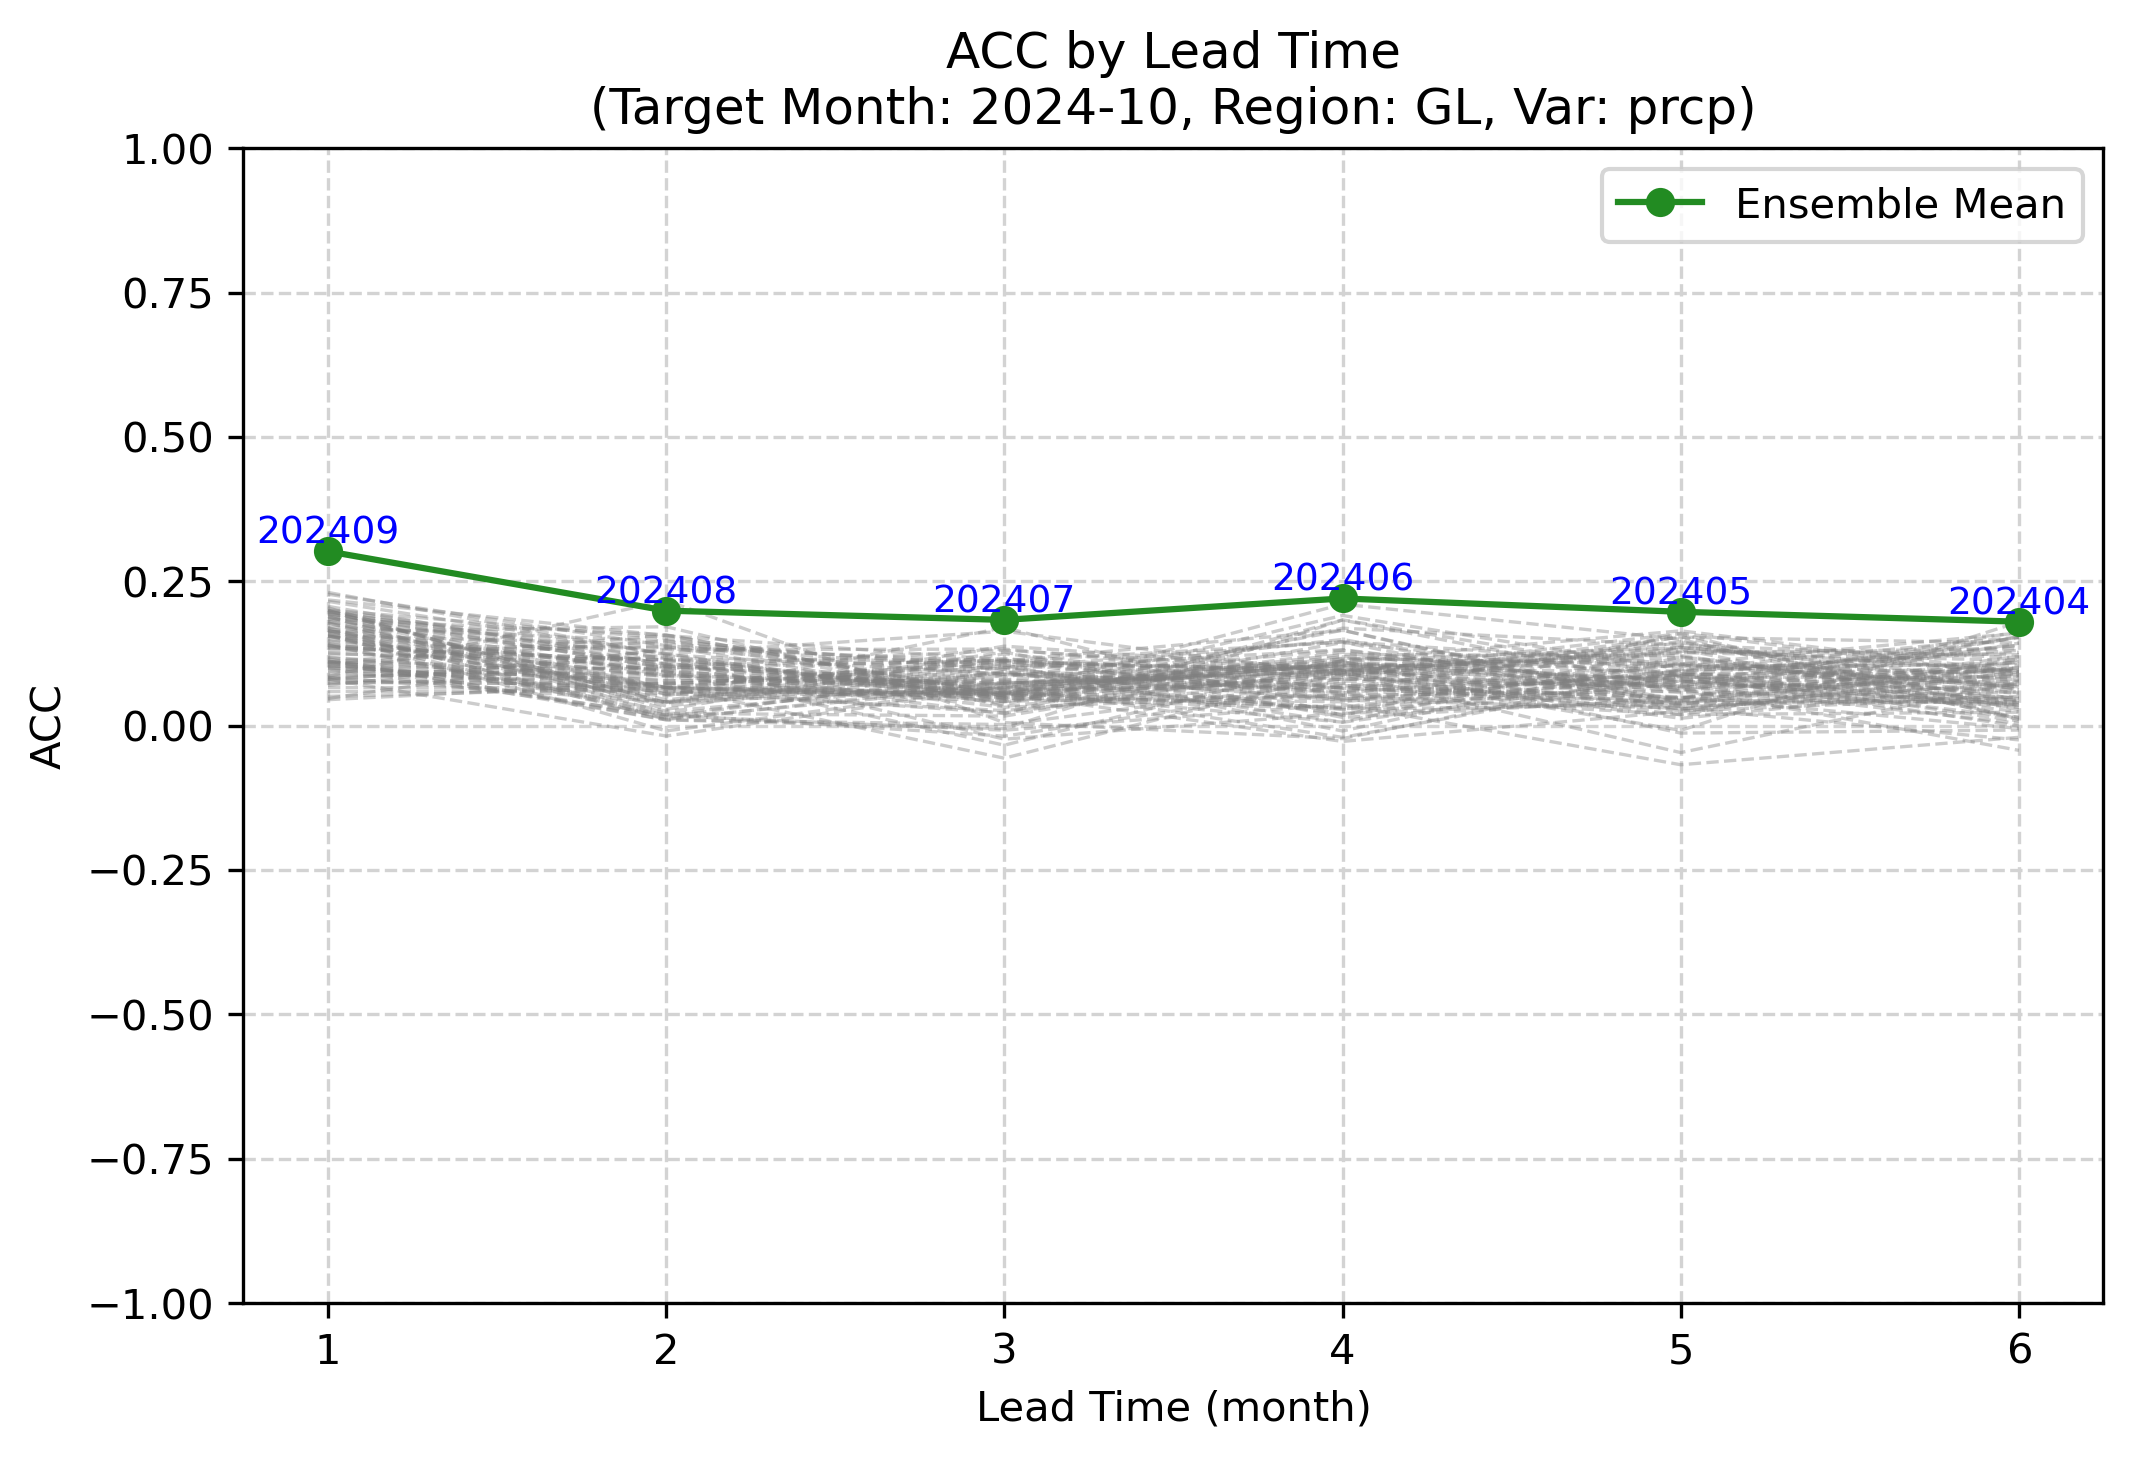 ACC by Lead Time
(Target Month: 2024-10, Region: GL, Var: prcp)
1.00
0.75
0.50
0.25
0.00
−0.25
−0.50
−0.75
−1.00
ACC
Ensemble Mean
202409
202408
202407
202406
202405
202404
1 2 3 4 5 6
Lead Time (month)